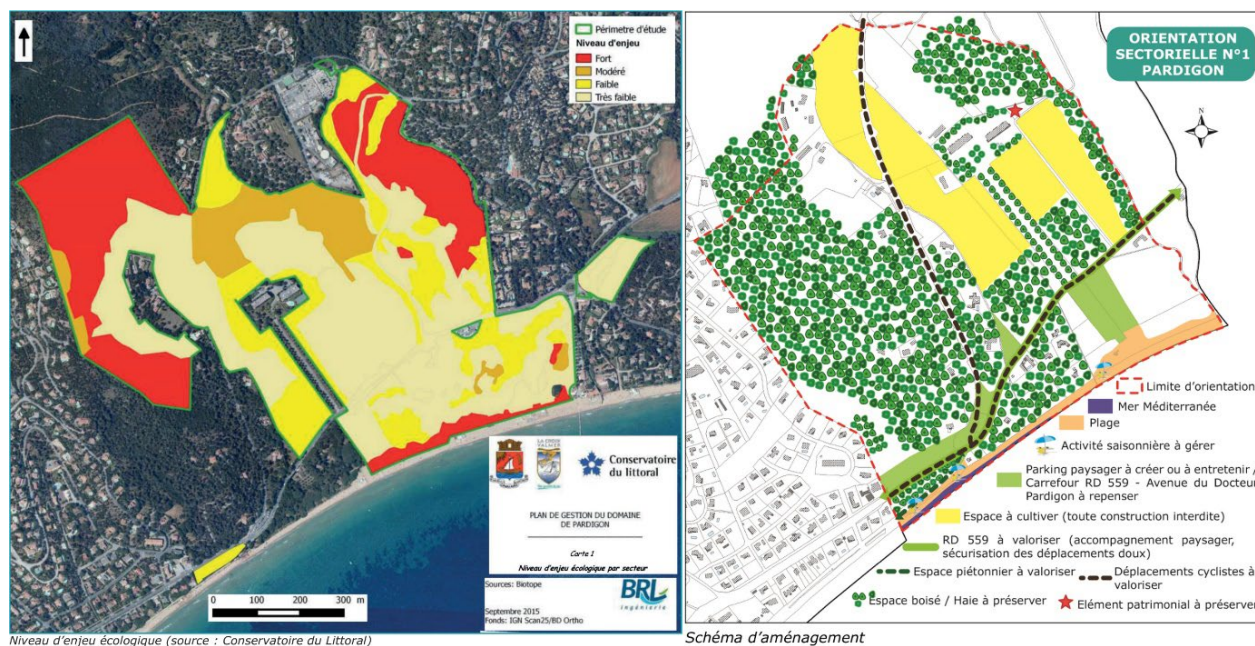 Périmetre d'étude
Niveau d'enjeu
Fort
Modéré
Faible
Très faible
Conservatoire
du littoral
PLAN DE GESTION DU DOMAINE
DE PARDIGON
Carte 1
Niveau d'enjeu écologique par secteur
Sources: Biotope
Septembre 2015
Fonds: IGN Scan25/BD Ortho
BRL
ingénierie
0 100 200 300 m
Niveau d'enjeu écologique (source : Conservatoire du Littoral)
ORIENTATION
SECTORIELLE N°1
PARDIGON
N
Limite d'orientation
Mer Méditerranée
Plage
Activité saisonnière à gérer
Parking paysager à créer ou à entretenir /
Carrefour RD 559 - Avenue du Docteur
Pardigon à repenser
Espace à cultiver (toute construction interdite)
RD 559 à valoriser (accompagnement paysager,
sécurisation des déplacements doux)
Espace piétonnier à valoriser
Déplacements cyclistes à
valoriser
Espace boisé / Haie à préserver
Elément patrimonial à préserver
Schéma d'aménagement